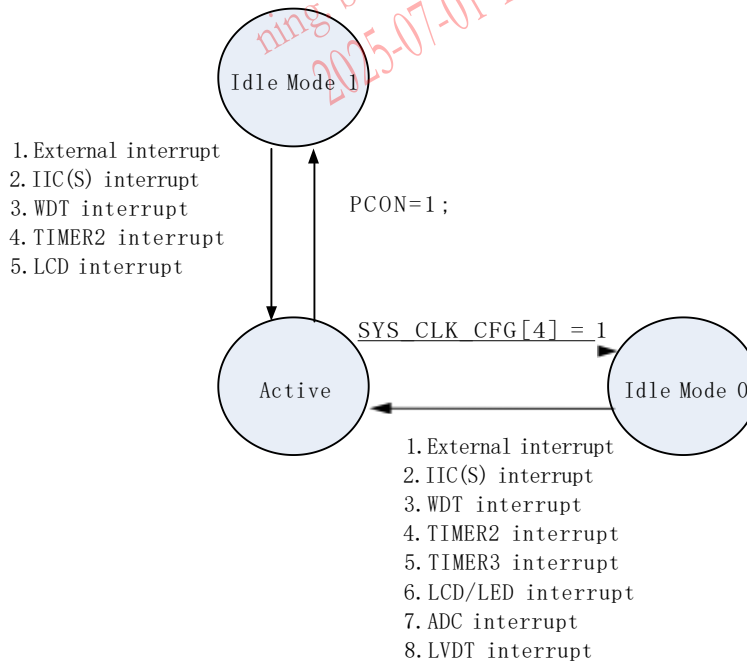 Idle Mode 1
1. External interrupt
2. IIC(S) interrupt
3. WDT interrupt
4. TIMER2 interrupt
5. LCD interrupt
PCON=1;
SYS_CLK_CFG[4] = 1
Active
Idle Mode 0
1. External interrupt
2. IIC(S) interrupt
3. WDT interrupt
4. TIMER2 interrupt
5. TIMER3 interrupt
6. LCD/LED interrupt
7. ADC interrupt
8. LVDT interrupt
ning
2025-07-01